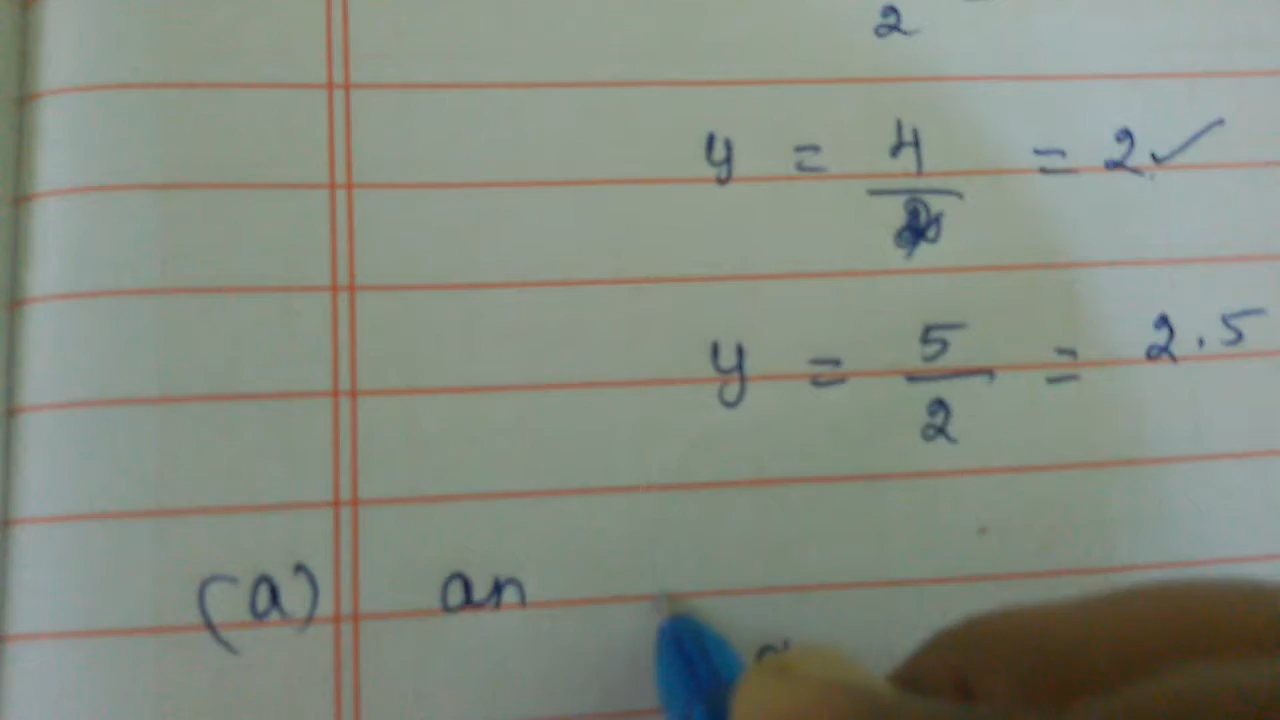 2
y = 4/2 = 2 ✓
y = 5/2 = 2.5
(a) an